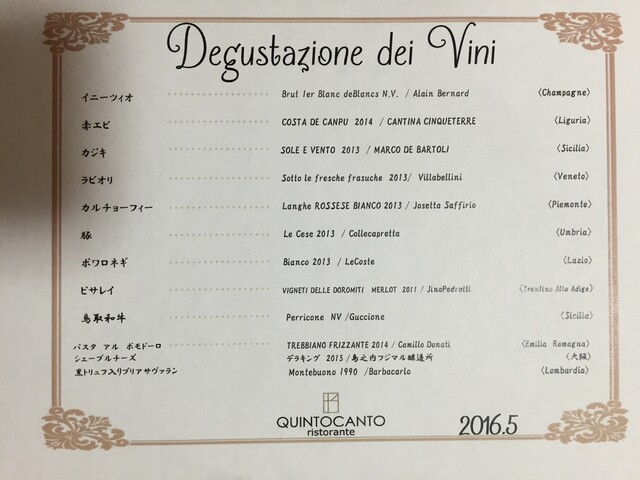 Degustazione dei Vini
イニーツィオ Brut 1er Blanc deBlancs N.V. / Alain Bernard 〈Champagne〉
赤エビ COSTA DE CANPU 2014 / CANTINA CINQUETERRE 〈Liguria〉
カジキ SOLE E VENTO 2013 / MARCO DE BARTOLI 〈Sicilia〉
ラビオリ Sotto le fresche frasuche 2013/ Villabellini 〈Veneto〉
カルチョーフィー Langhe ROSSESE BIANCO 2013 / Josetta Saffirio 〈Piemonte〉
豚 Le Cese 2013 / Collecapretta 〈Umbria〉
ポワロネギ Bianco 2013 / LeCoste 〈Lazio〉
ピサレイ VIGNETI DELLE DOROMITI MERLOT 2011 / JinoPedrotti 〈Trentino Alto Adige〉
鳥取和牛 Perricone NV /Guccione 〈Sicilia〉
パスタ アル ポモドーロ TREBBIANO FRIZZANTE 2014 / Camillo Donati 〈Emilia Romagna〉
シェーブルチーズ デラキング 2015 / 島之内フジマル醸造所 〈大阪〉
黒トリュフ入りブリアサヴァラン Montebuono 1990 /Barbacarlo 〈Lombardia〉
QUINTOCANTO
ristorante
2016.5